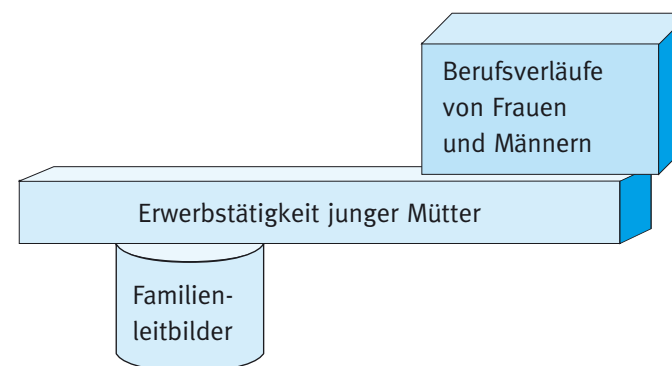 Berufsverläufe
von Frauen
und Männern
Erwerbstätigkeit junger Mütter
Familien-
leitbilder